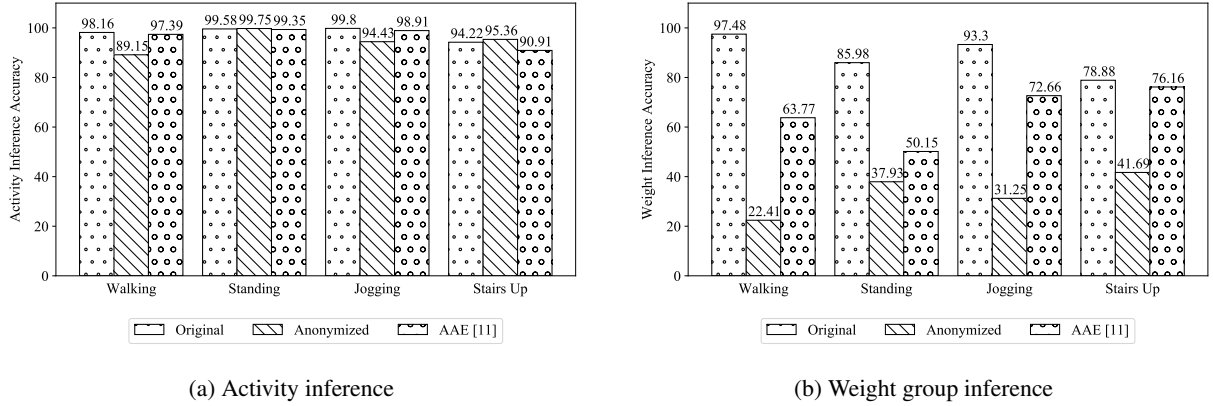 98.16 99.58 99.75 99.35 99.8 98.91
97.39 94.43 94.22 95.36
89.15 90.91
Activity Inference Accuracy
100
80
60
40
20
0
Walking Standing Jogging Stairs Up
Original Anonymized AAE [11]
(a) Activity inference
97.48 93.3
85.98
78.88 76.16
72.66
63.77
50.15
37.93 41.69
31.25
22.41
Weight Inference Accuracy
100
80
60
40
20
0
Walking Standing Jogging Stairs Up
Original Anonymized AAE [11]
(b) Weight group inference